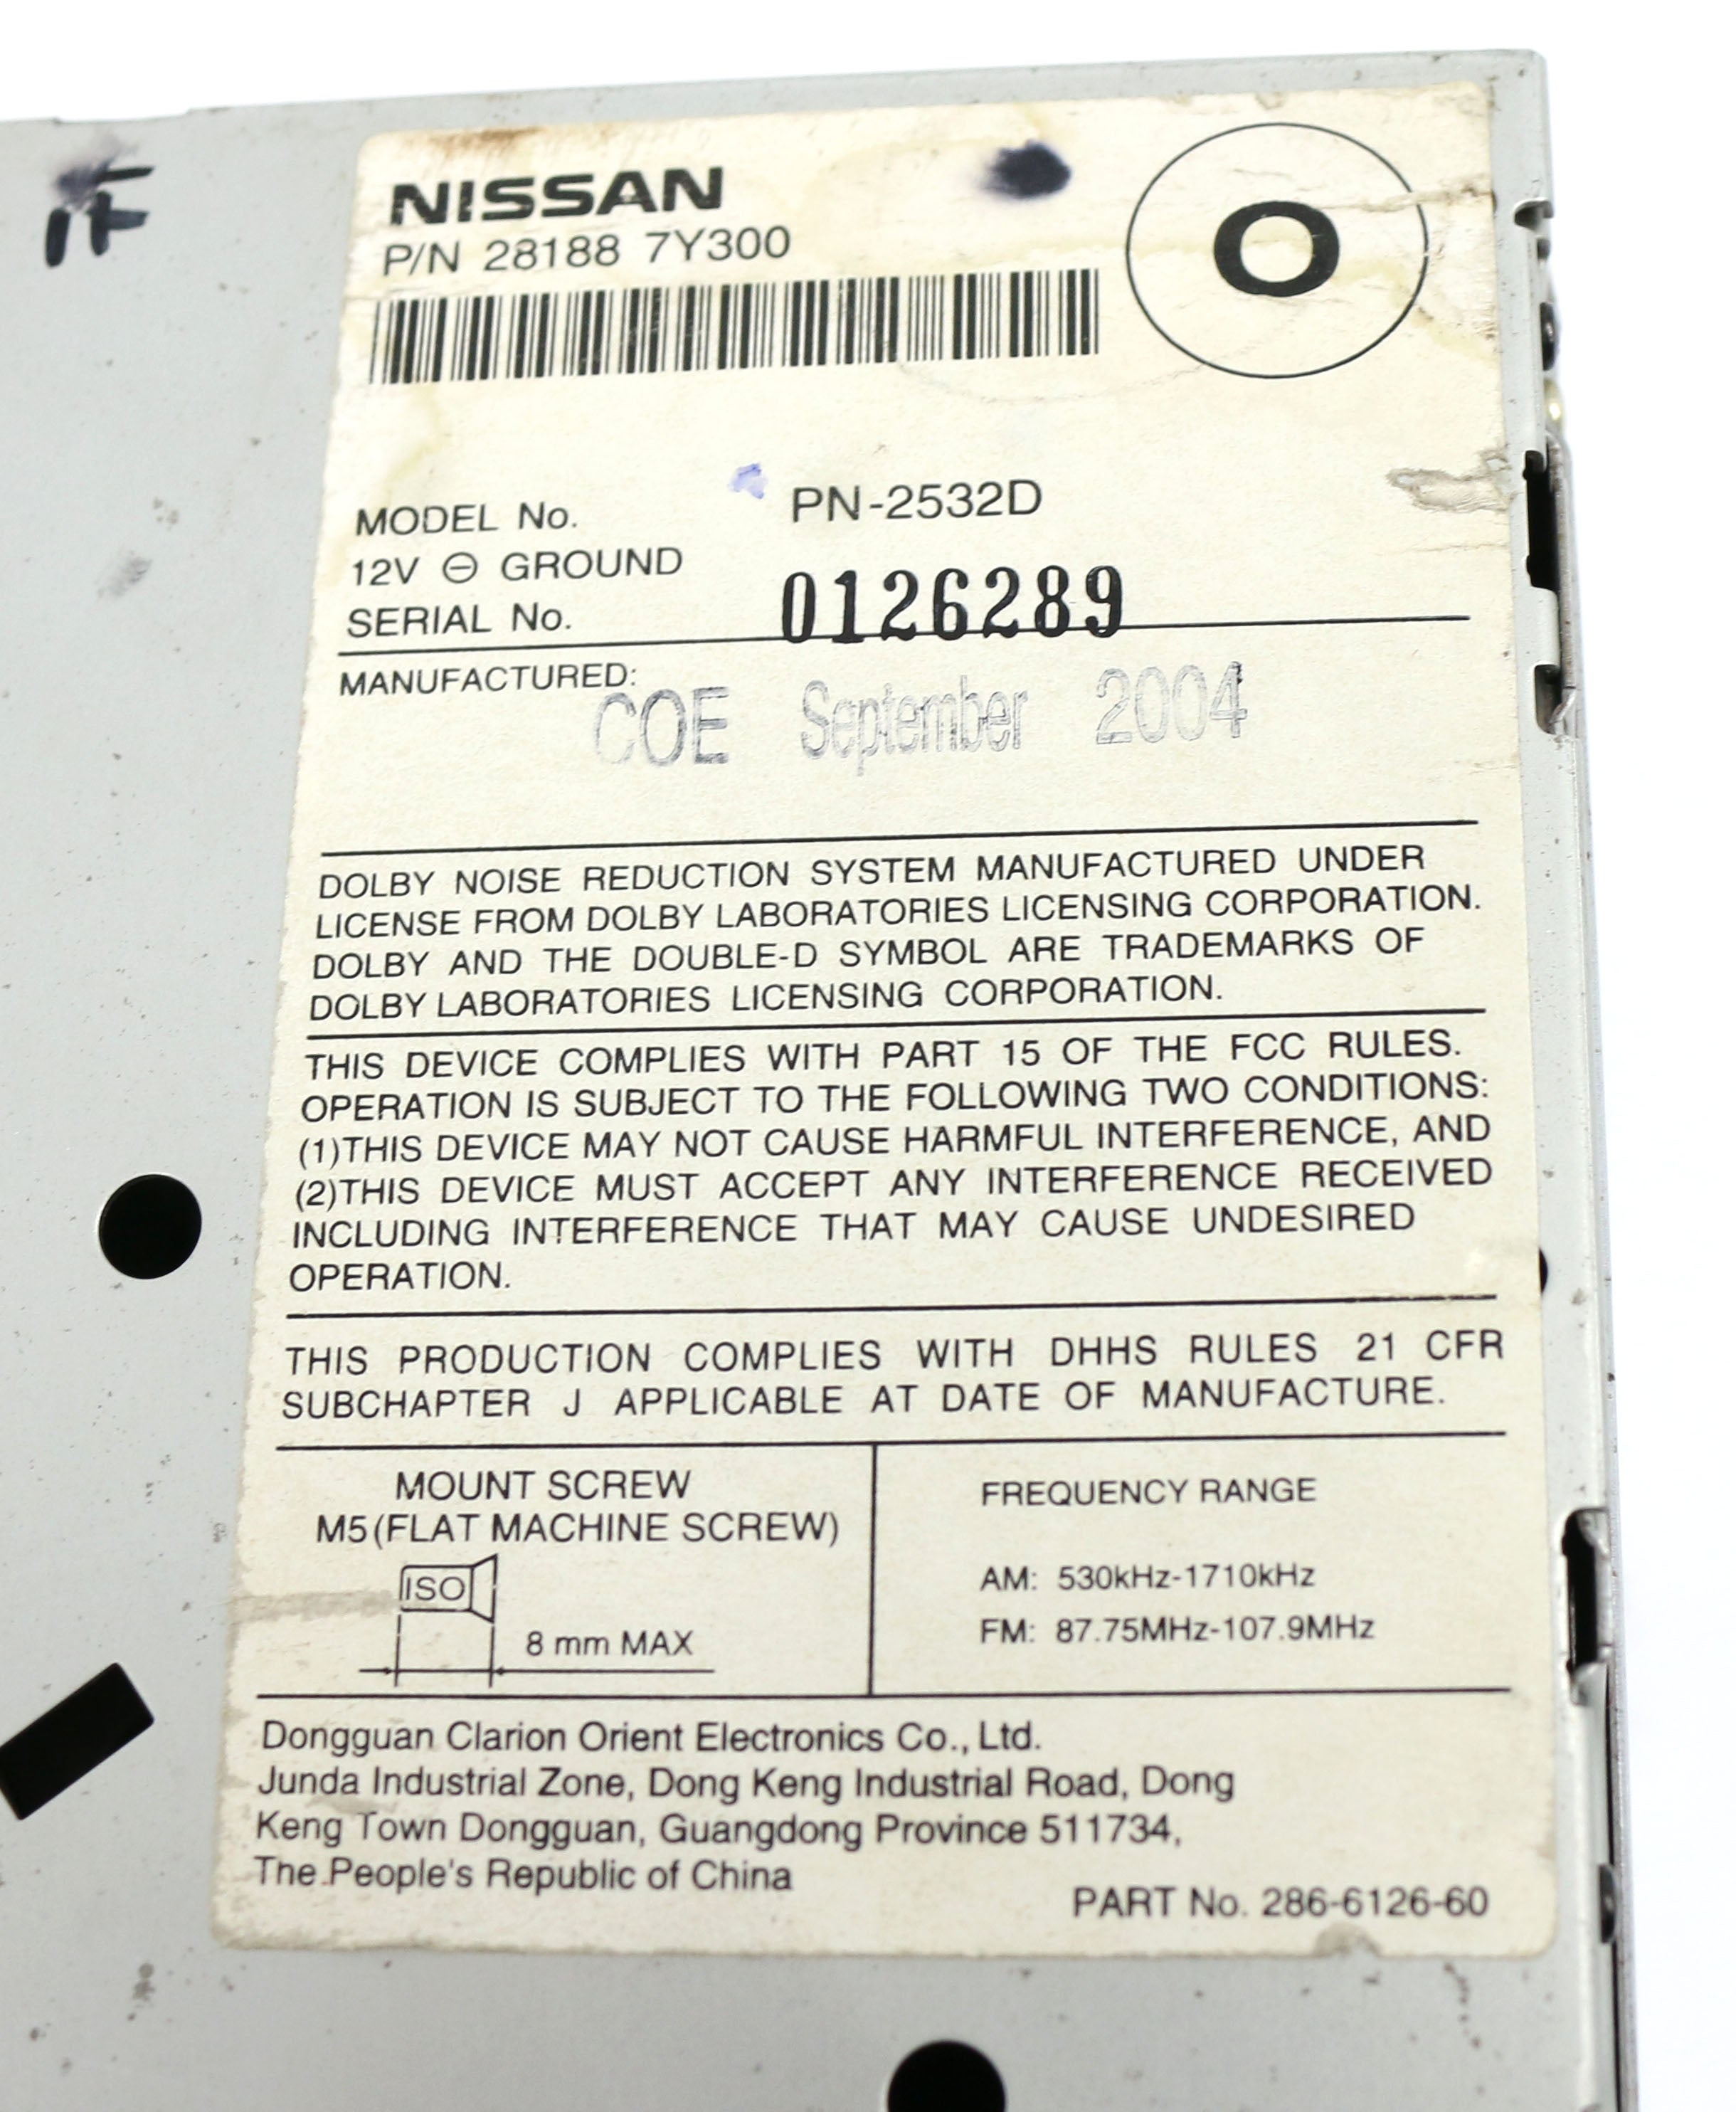 NISSAN
P/N 28188 7Y300
O
MODEL No. PN-2532D
12V ⊖ GROUND
SERIAL No. 0126289
MANUFACTURED:
COE September 2004
DOLBY NOISE REDUCTION SYSTEM MANUFACTURED UNDER
LICENSE FROM DOLBY LABORATORIES LICENSING CORPORATION.
DOLBY AND THE DOUBLE-D SYMBOL ARE TRADEMARKS OF
DOLBY LABORATORIES LICENSING CORPORATION.
THIS DEVICE COMPLIES WITH PART 15 OF THE FCC RULES.
OPERATION IS SUBJECT TO THE FOLLOWING TWO CONDITIONS:
(1)THIS DEVICE MAY NOT CAUSE HARMFUL INTERFERENCE, AND
(2)THIS DEVICE MUST ACCEPT ANY INTERFERENCE RECEIVED
INCLUDING INTERFERENCE THAT MAY CAUSE UNDESIRED
OPERATION.
THIS PRODUCTION COMPLIES WITH DHHS RULES 21 CFR
SUBCHAPTER J APPLICABLE AT DATE OF MANUFACTURE.
MOUNT SCREW
M5(FLAT MACHINE SCREW)
ISO
8 mm MAX
FREQUENCY RANGE
AM: 530kHz-1710kHz
FM: 87.75MHz-107.9MHz
Dongguan Clarion Orient Electronics Co., Ltd.
Junda Industrial Zone, Dong Keng Industrial Road, Dong
Keng Town Dongguan, Guangdong Province 511734,
The People's Republic of China
PART No. 286-6126-60